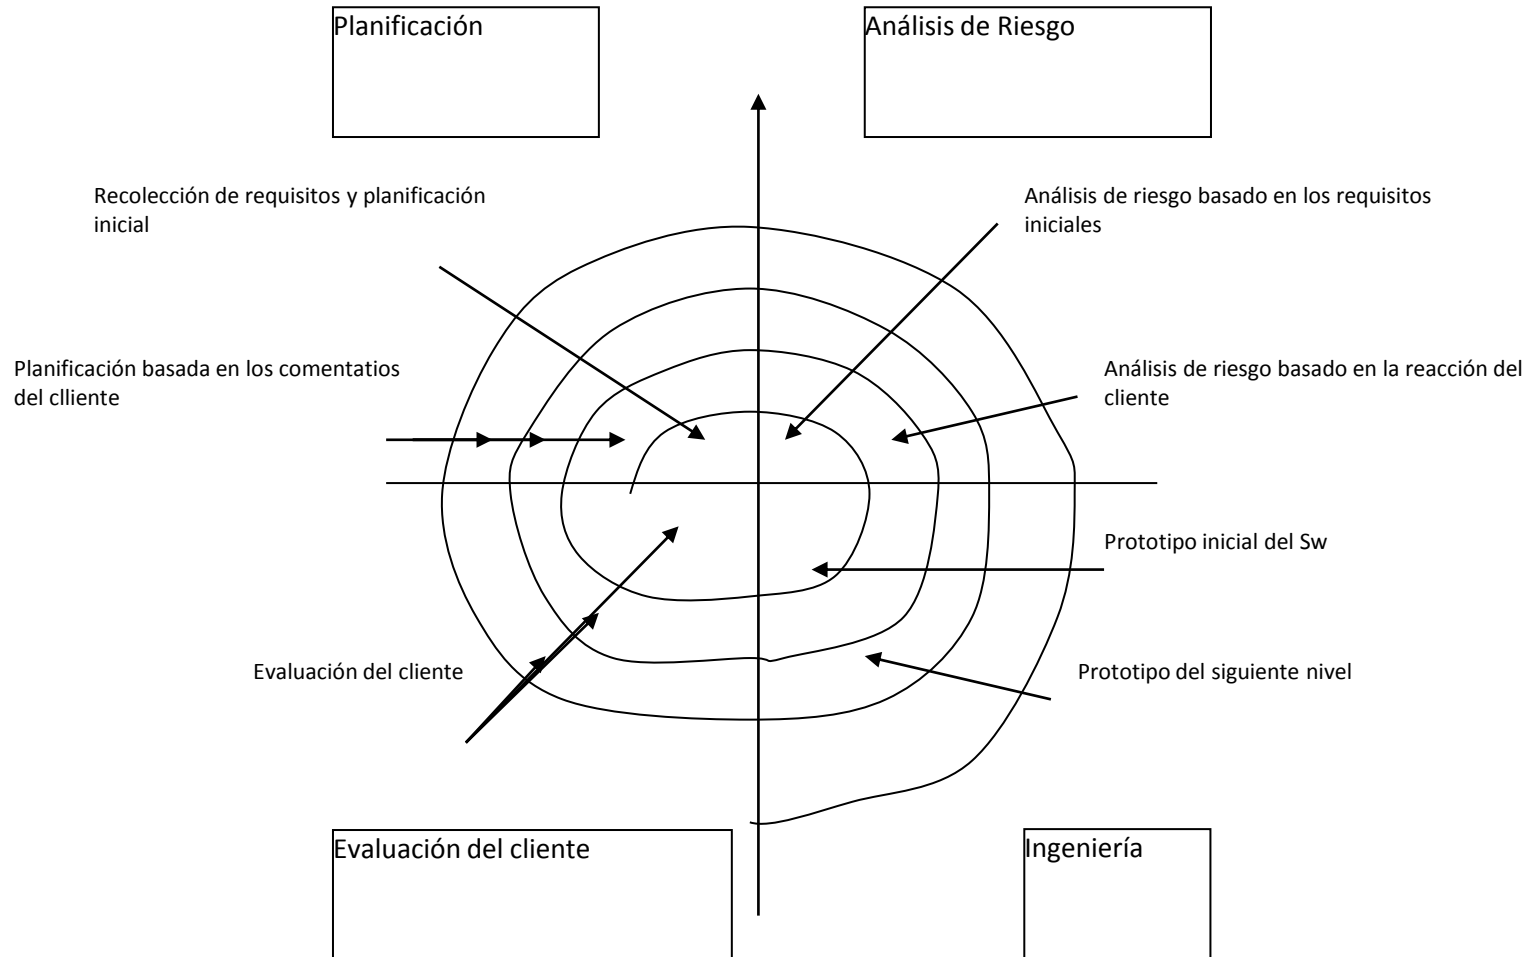 Planificación
Análisis de Riesgo
Recolección de requisitos y planificación
inicial
Análisis de riesgo basado en los requisitos
iniciales
Planificación basada en los comentatios
del clliente
Análisis de riesgo basado en la reacción del
cliente
Prototipo inicial del Sw
Evaluación del cliente
Prototipo del siguiente nivel
Evaluación del cliente
Ingeniería